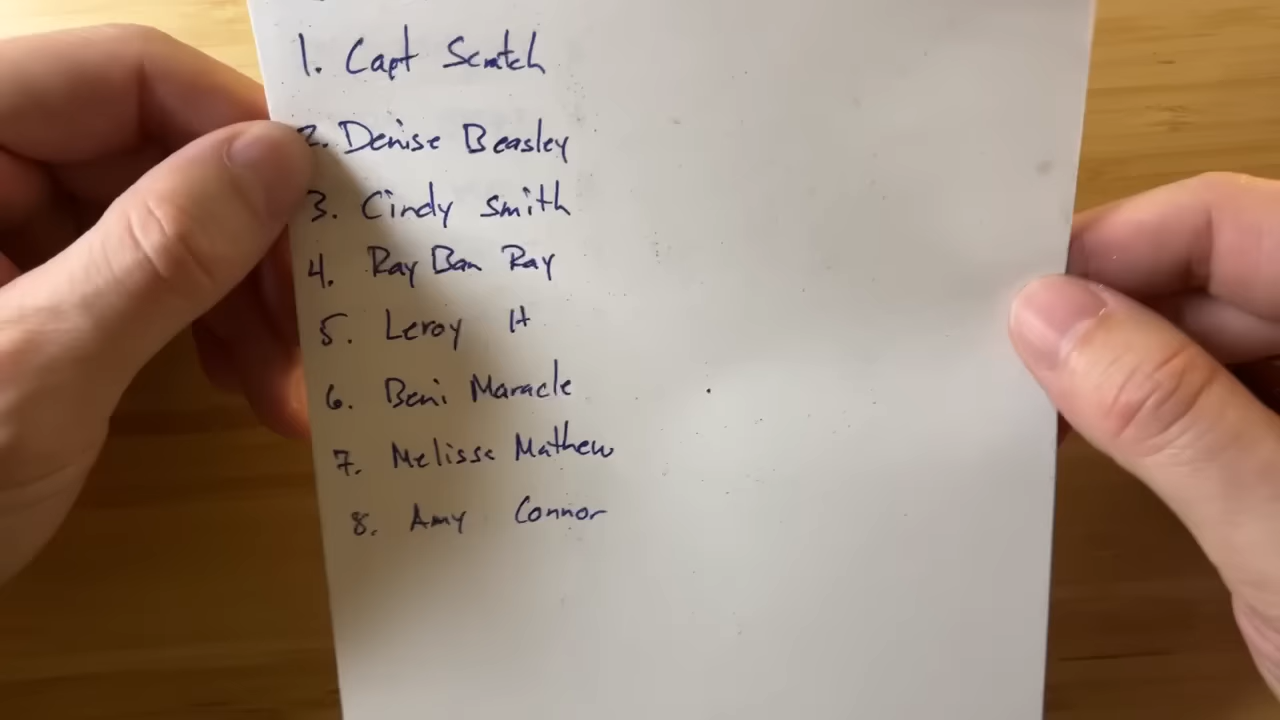 1. Capt Scratch
2. Denise Beasley
3. Cindy Smith
4. Ray Ban Ray
5. Leroy H
6. Beni Maracle
7. Melissa Mathew
8. Amy Connor